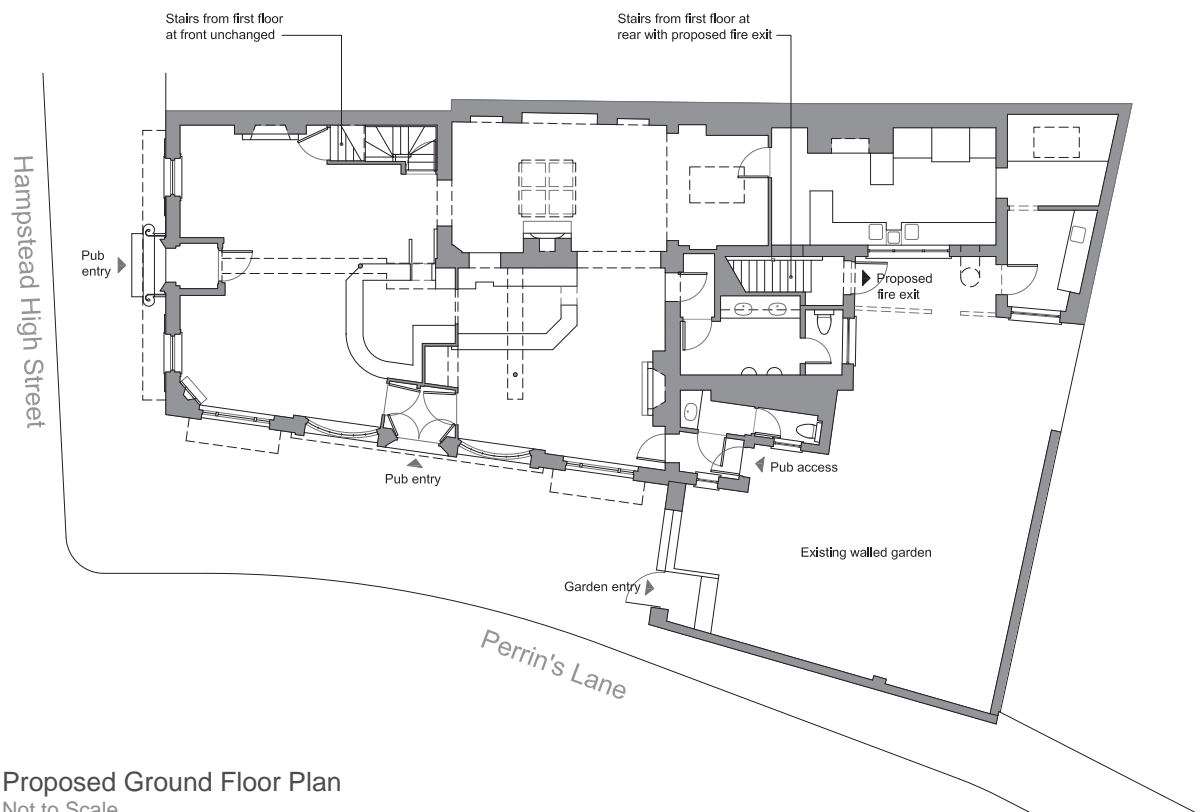 Stairs from first floor
at front unchanged
Stairs from first floor at
rear with proposed fire exit
Hampstead High Street
Pub
entry
Proposed
fire exit
Pub entry
Pub access
Existing walled garden
Garden entry
Perrin's Lane
Proposed Ground Floor Plan
Not to Scale